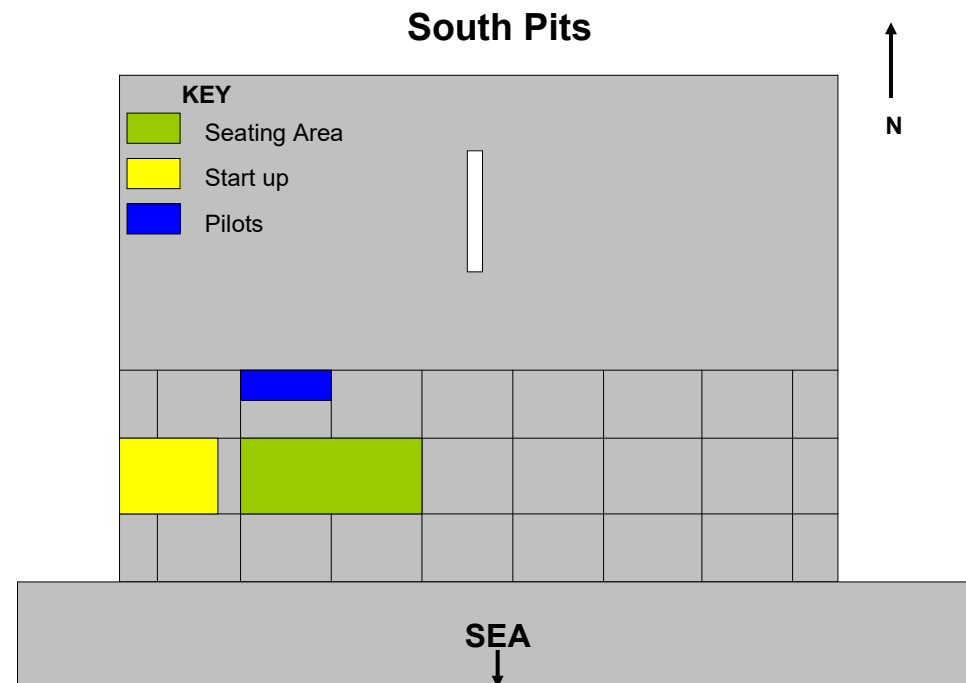 South Pits
N
KEY
Seating Area
Start up
Pilots
SEA